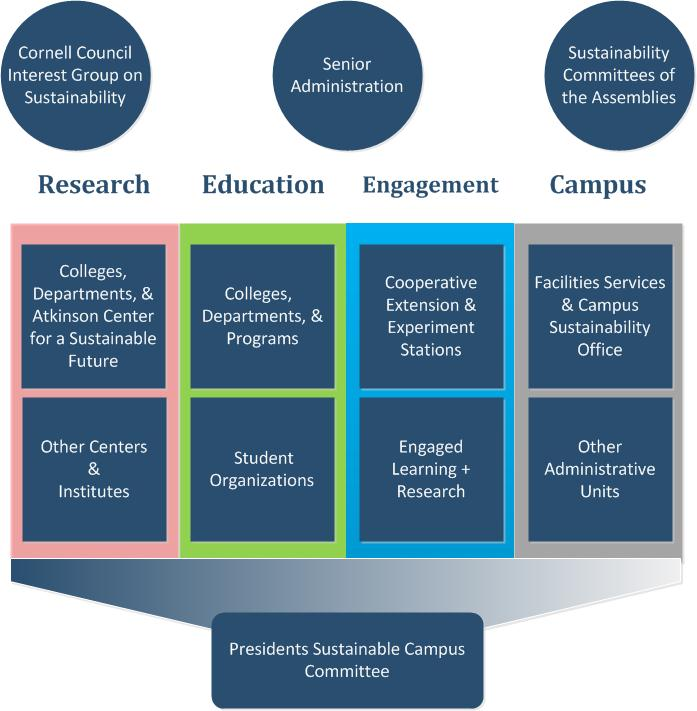 Cornell Council
Interest Group on
Sustainability
Senior
Administration
Sustainability
Committees of
the Assemblies
Research
Education
Engagement
Campus
Colleges,
Departments, &
Atkinson Center
for a Sustainable
Future
Colleges,
Departments, &
Programs
Cooperative
Extension &
Experiment
Stations
Facilities Services
& Campus
Sustainability
Office
Other Centers
&
Institutes
Student
Organizations
Engaged
Learning +
Research
Other
Administrative
Units
Presidents Sustainable Campus
Committee